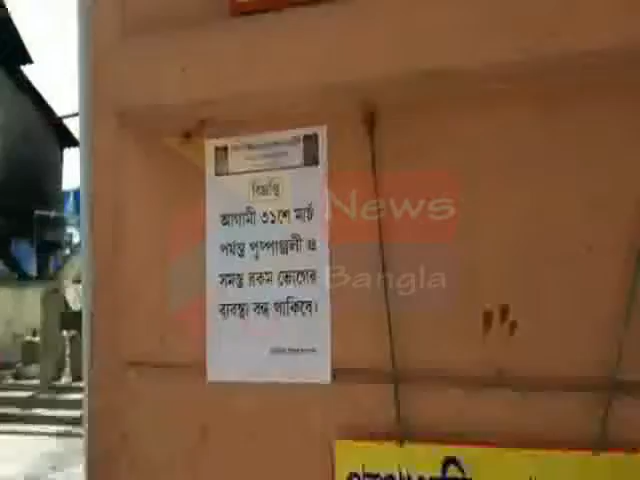 বিজ্ঞপ্তি
আগামী ৩১শে মার্চ
পর্যন্ত পুষ্পাঞ্জলী ও
সমস্ত রকম ভোগের
ব্যবস্থা বন্ধ থাকিবে।
News
Bangla